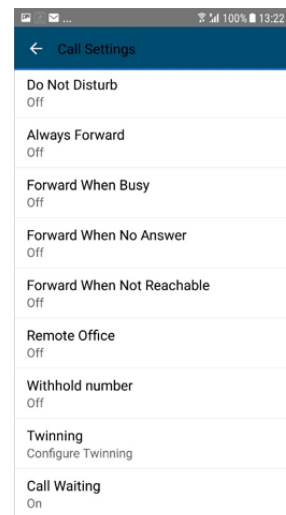 ... 100% 13:22
Call Settings
Do Not Disturb
Off
Always Forward
Off
Forward When Busy
Off
Forward When No Answer
Off
Forward When Not Reachable
Off
Remote Office
Off
Withhold number
Off
Twinning
Configure Twinning
Call Waiting
On